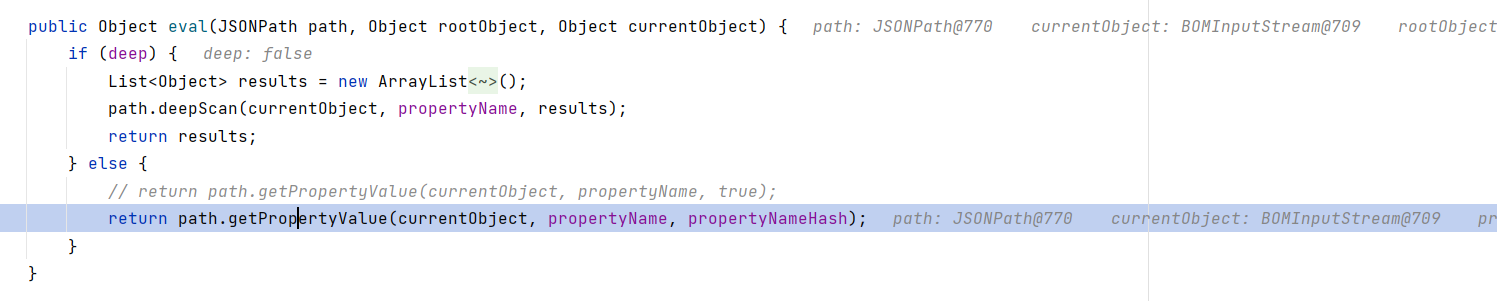 public Object eval(JSONPath path, Object rootObject, Object currentObject) {   path: JSONPath@770   currentObject: BOMInputStream@709   rootObject
if (deep) {   deep: false
List<Object> results = new ArrayList<~>();
path.deepScan(currentObject, propertyName, results);
return results;
} else {
// return path.getPropertyValue(currentObject, propertyName, true);
return path.getPropertyValue(currentObject, propertyName, propertyNameHash);   path: JSONPath@770   currentObject: BOMInputStream@709   pr
}
}